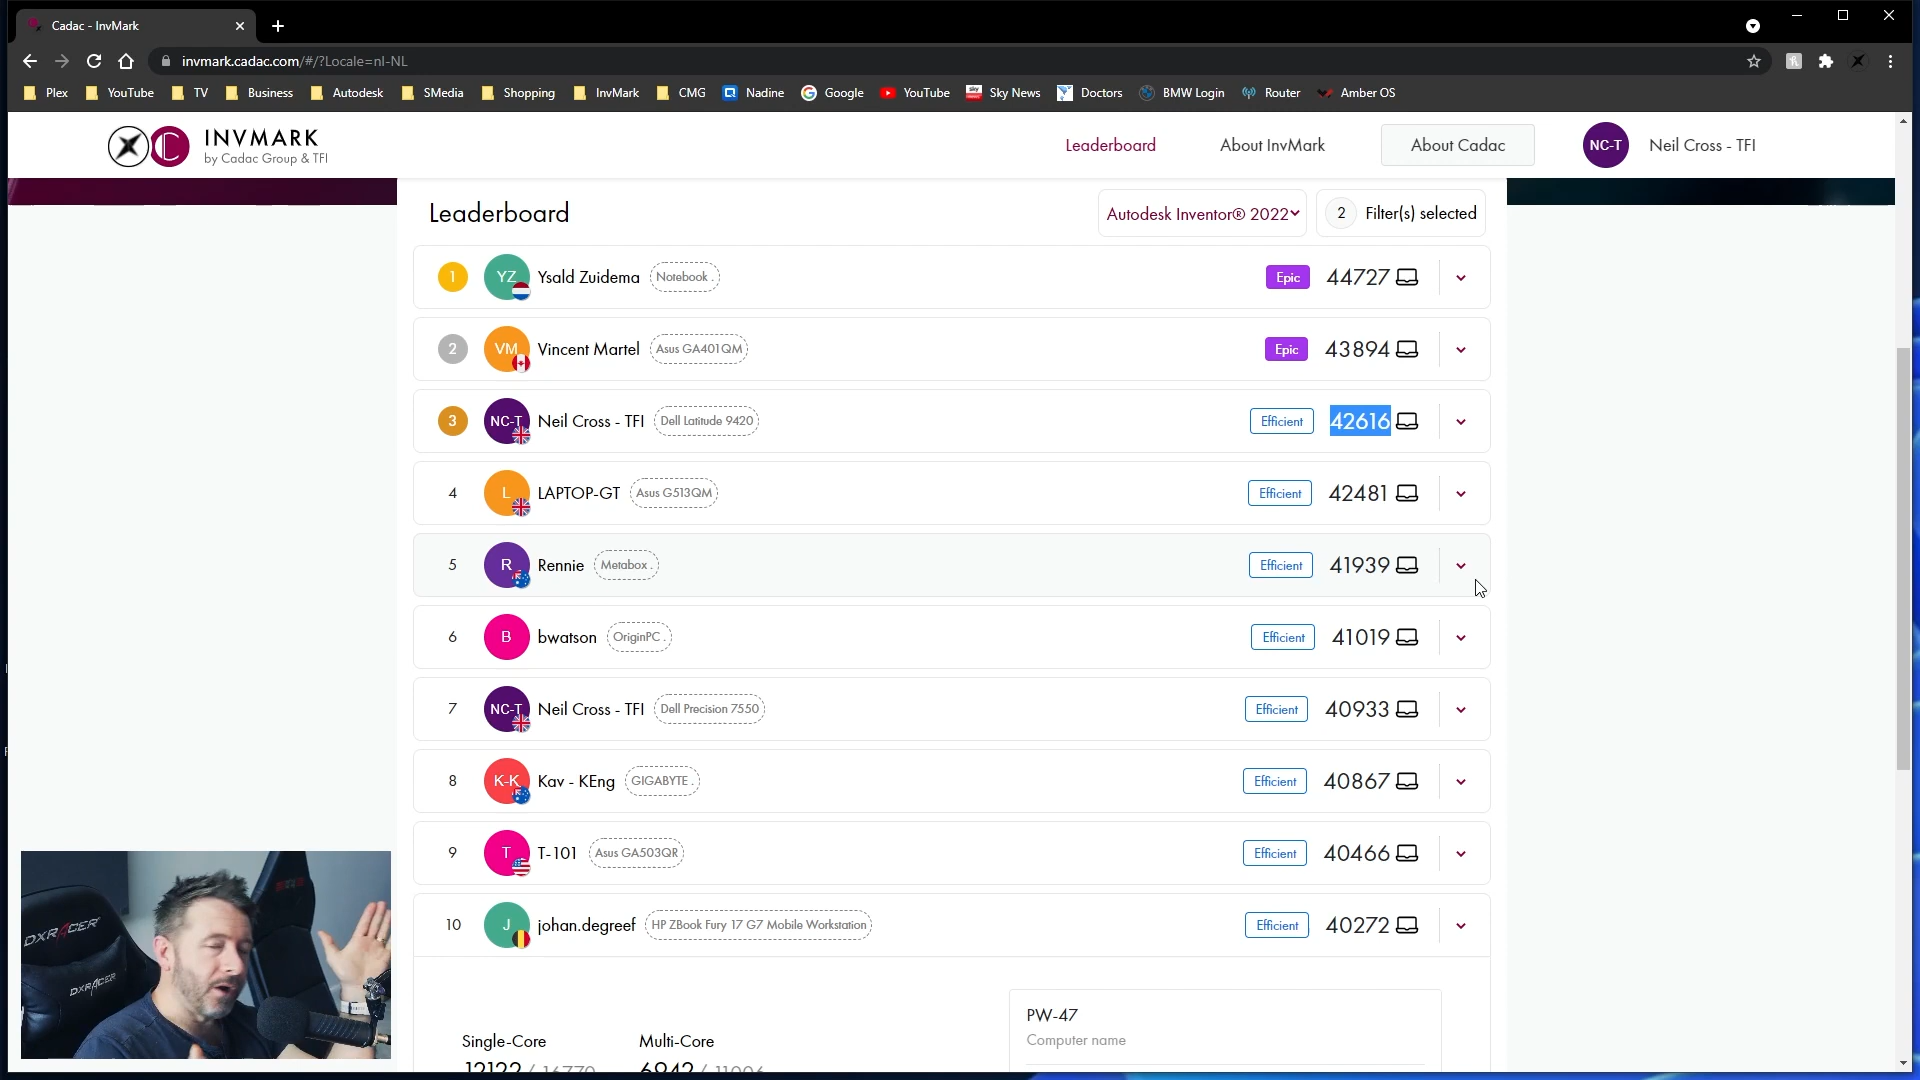 Cadac - InvMark
invmark.cadac.com/#/?Locale=nl-NL
Plex YouTube TV Business Autodesk SMedia Shopping InvMark CMG Nadine Google YouTube Sky News Doctors BMW Login Router Amber OS
INVMARK
by Cadac Group & TFI
Leaderboard About InvMark About Cadac NC-T Neil Cross - TFI
Leaderboard Autodesk Inventor® 2022 2 Filter(s) selected
1 YZ Ysald Zuidema Notebook . Epic 44727
2 VM Vincent Martel Asus GA401QM Epic 43894
3 NC-T Neil Cross - TFI Dell Latitude 9420 Efficient 42616
4 L LAPTOP-GT Asus G513QM Efficient 42481
5 R Rennie Metabox . Efficient 41939
6 B bwatson OriginPC . Efficient 41019
7 NC-T Neil Cross - TFI Dell Precision 7550 Efficient 40933
8 K-K Kav - KEng GIGABYTE . Efficient 40867
9 T T-101 Asus GA503QR Efficient 40466
10 J johan.degreef HP ZBook Fury 17 G7 Mobile Workstation Efficient 40272
PW-47
Computer name
Single-Core Multi-Core
12122 / 16770 6942 / 11006
DXRACER
DXRACER